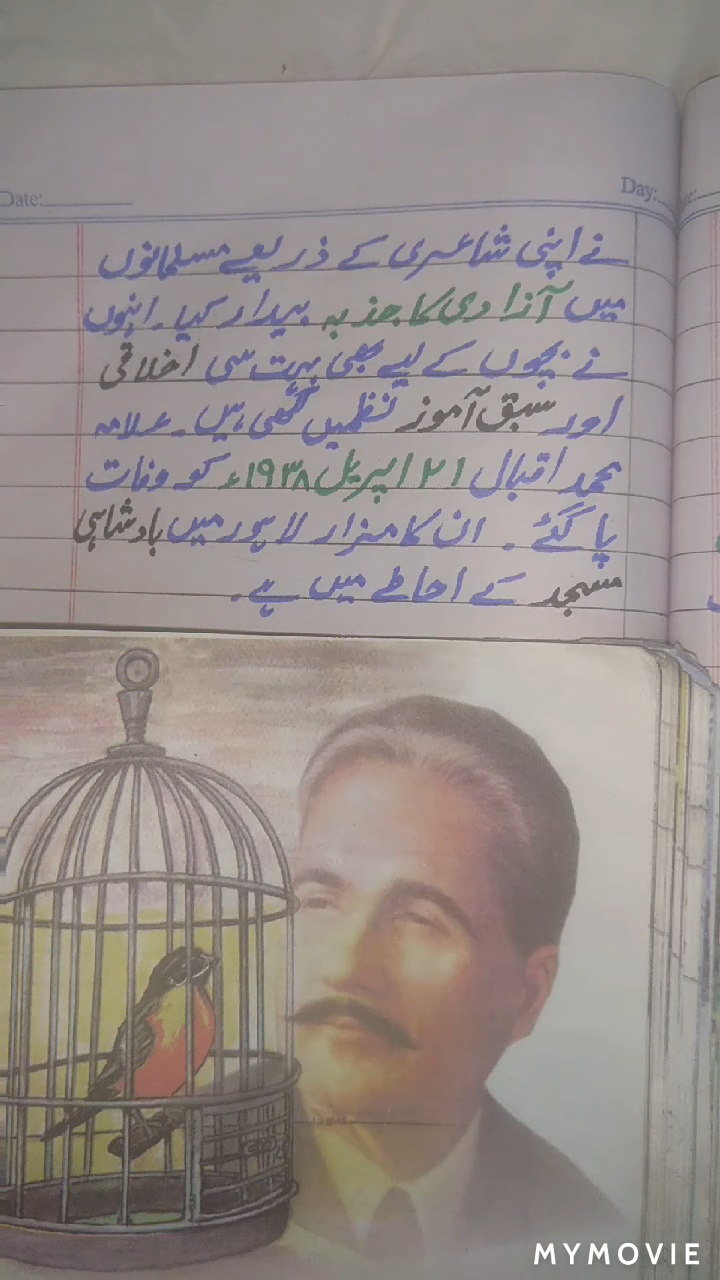 Date:
Day:
نے اپنی شاعری کے ذریعے مسلمانوں
میں آزادی کا جذبہ بیدار کیا۔ انہوں
نے بچوں کے لیے بھی بہت سی اخلاقی
اور سبق آموز نظمیں لکھی ہیں۔ علامہ
محمد اقبال ۲۱ اپریل ۱۹۳۸ء کو وفات
پا گئے۔ ان کا مزار لاہور میں بادشاہی
مسجد کے احاطے میں ہے۔
MYMOVIE